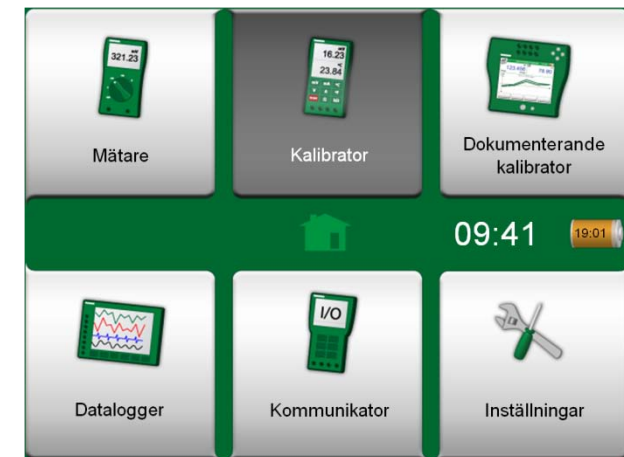 321.23
16.23
23.84
Mätare
Kalibrator
Dokumenterande
kalibrator
09:41
19:01
I/O
Datalogger
Kommunikator
Inställningar